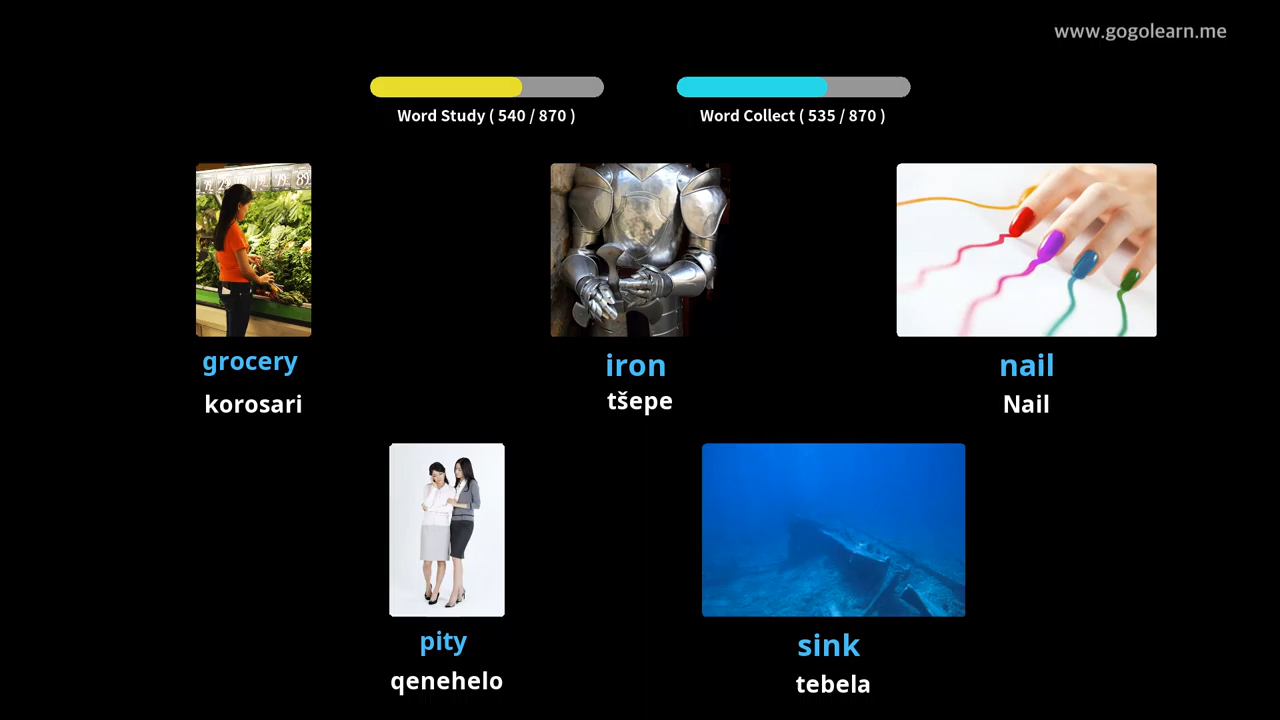 www.gogolearn.me
Word Study ( 540 / 870 )
Word Collect ( 535 / 870 )
grocery
korosari
iron
tšepe
nail
Nail
pity
qenehelo
sink
tebela